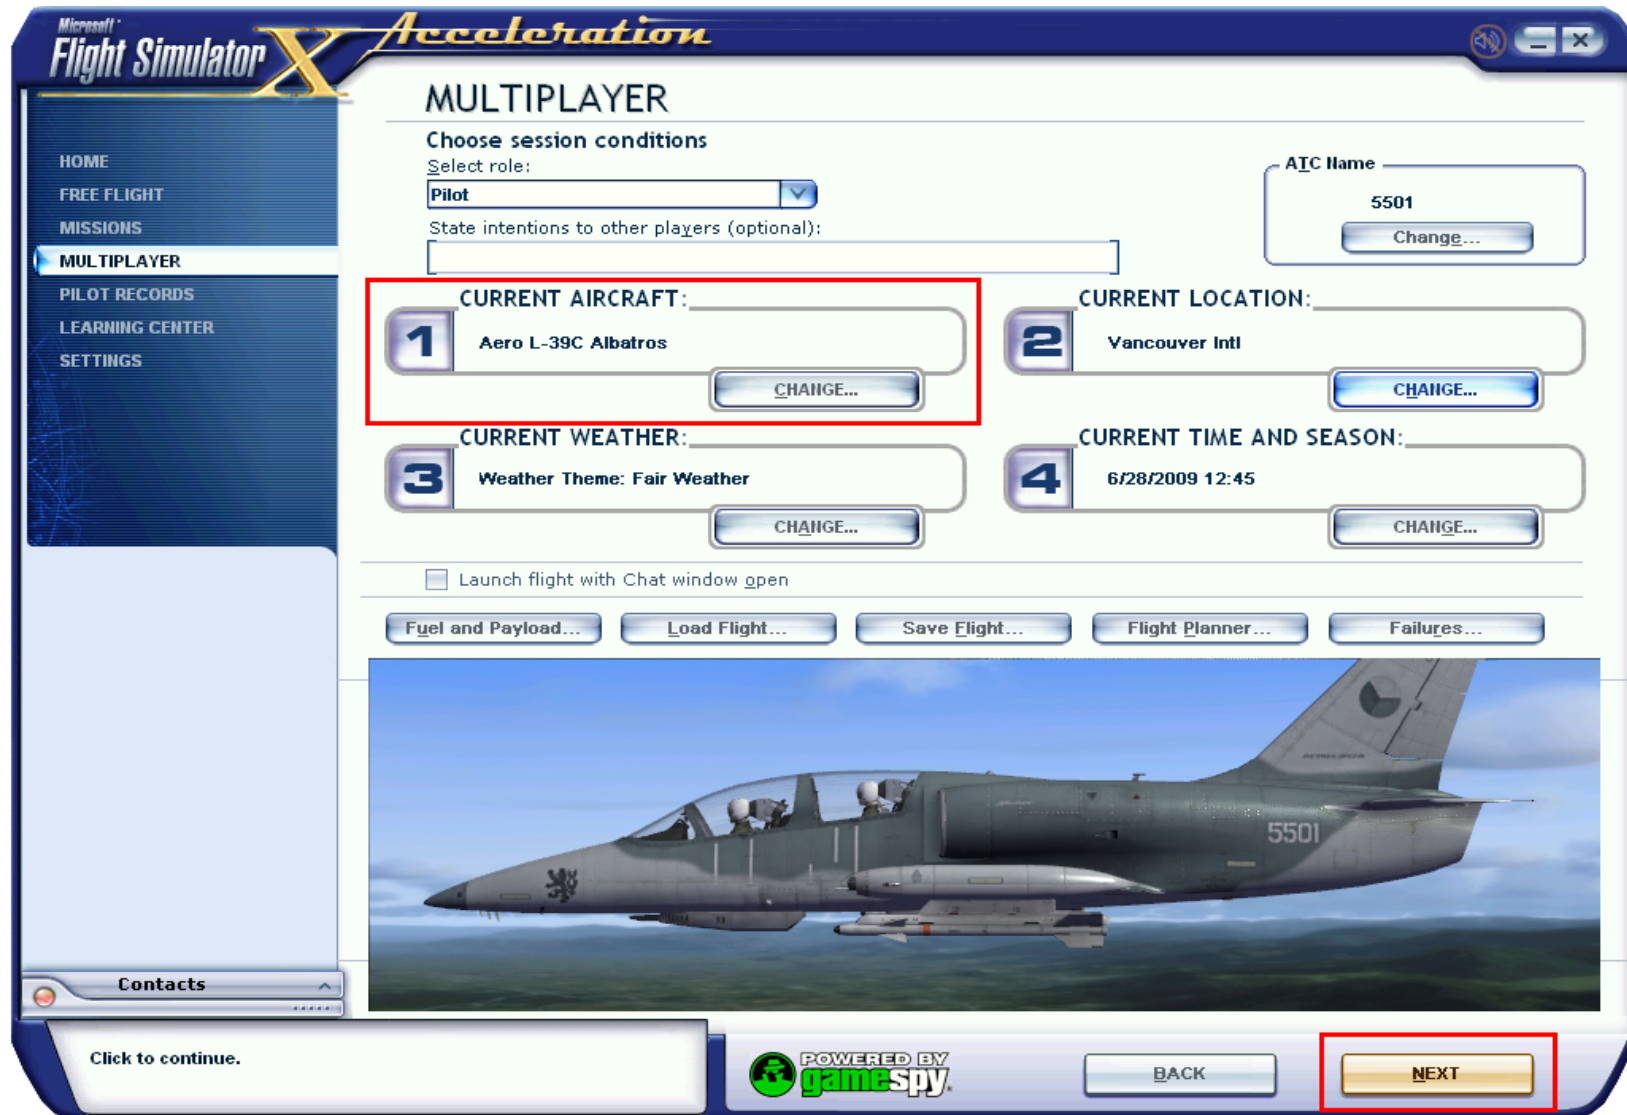 Microsoft
Flight Simulator X Acceleration
HOME
FREE FLIGHT
MISSIONS
MULTIPLAYER
PILOT RECORDS
LEARNING CENTER
SETTINGS
MULTIPLAYER
Choose session conditions
Select role:
Pilot
State intentions to other players (optional):
ATC Name
5501
Change...
CURRENT AIRCRAFT:
1
Aero L-39C Albatros
CHANGE...
CURRENT LOCATION:
2
Vancouver Intl
CHANGE...
CURRENT WEATHER:
3
Weather Theme: Fair Weather
CHANGE...
CURRENT TIME AND SEASON:
4
6/28/2009 12:45
CHANGE...
Launch flight with Chat window open
Fuel and Payload...
Load Flight...
Save Flight...
Flight Planner...
Failures...
5501
Contacts
Click to continue.
POWERED BY
gamespy.
BACK
NEXT